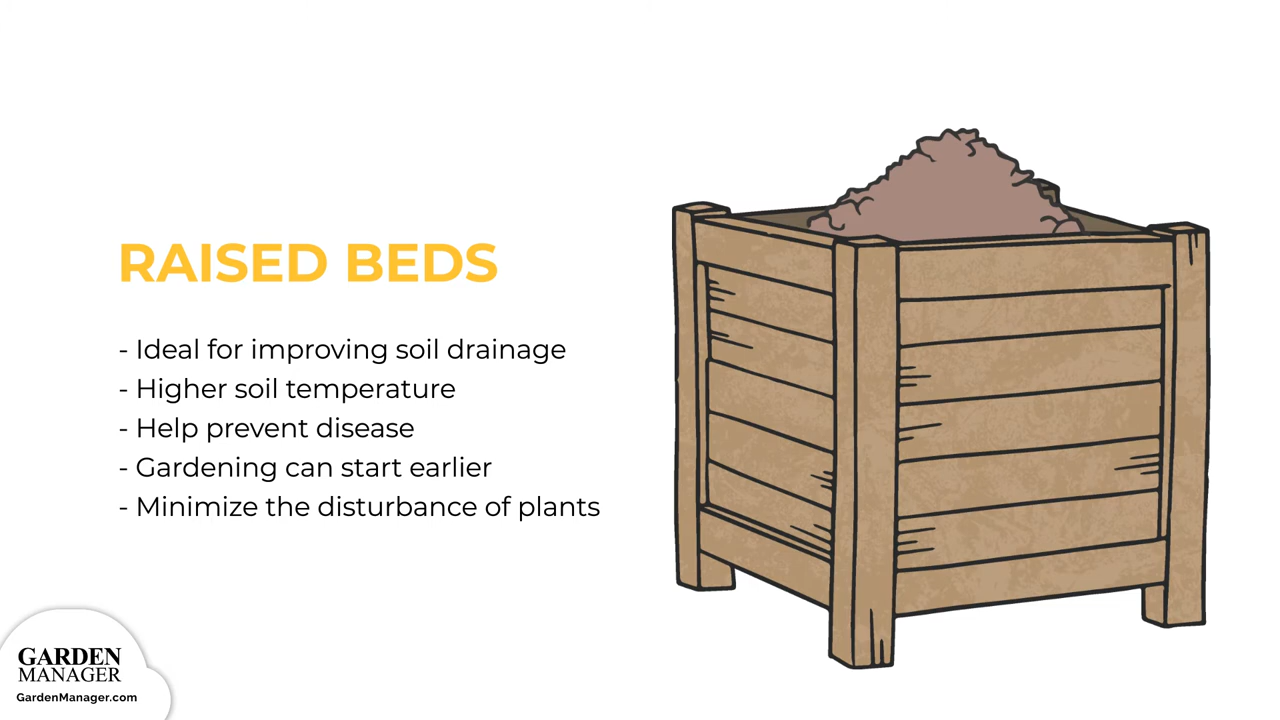 RAISED BEDS
- Ideal for improving soil drainage
- Higher soil temperature
- Help prevent disease
- Gardening can start earlier
- Minimize the disturbance of plants
GARDEN
MANAGER
GardenManager.com